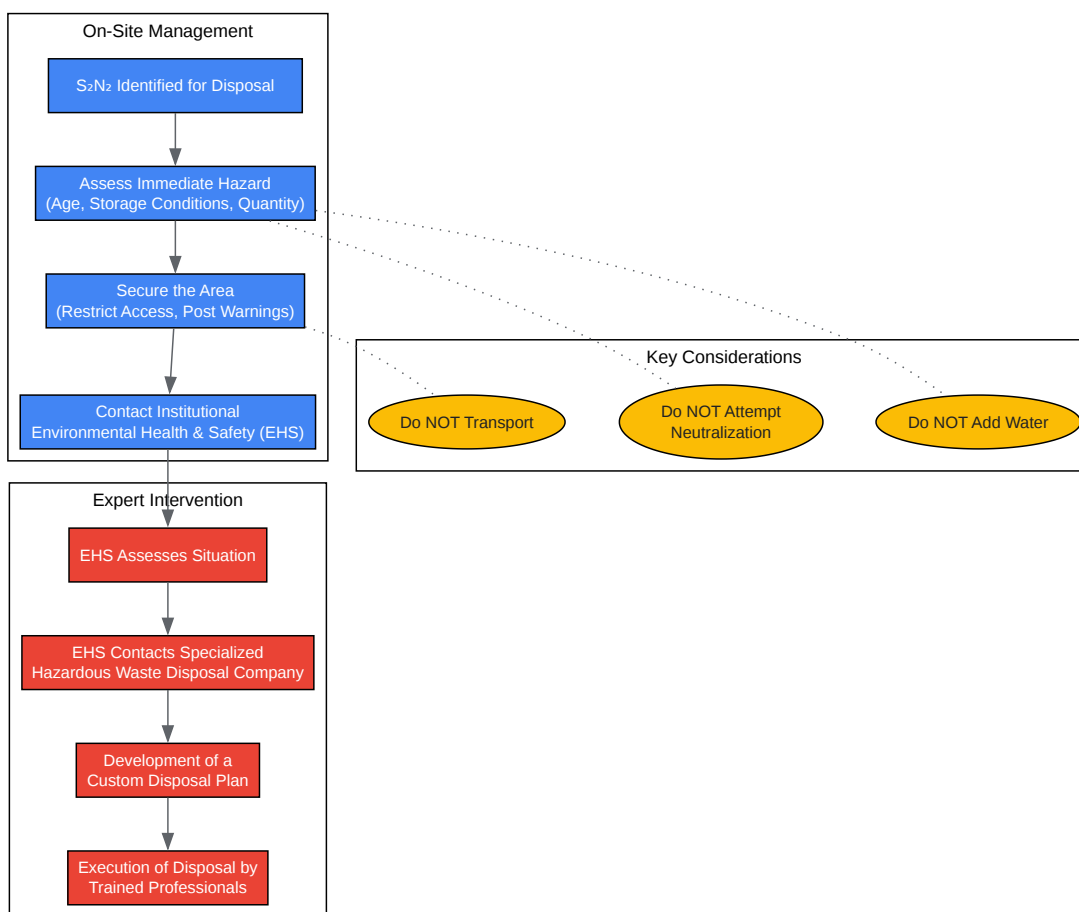 On-Site Management
S₂N₂ Identified for Disposal
Assess Immediate Hazard
(Age, Storage Conditions, Quantity)
Secure the Area
(Restrict Access, Post Warnings)
Contact Institutional
Environmental Health & Safety (EHS)
Key Considerations
Do NOT Transport
Do NOT Attempt
Neutralization
Do NOT Add Water
Expert Intervention
EHS Assesses Situation
EHS Contacts Specialized
Hazardous Waste Disposal Company
Development of a
Custom Disposal Plan
Execution of Disposal by
Trained Professionals